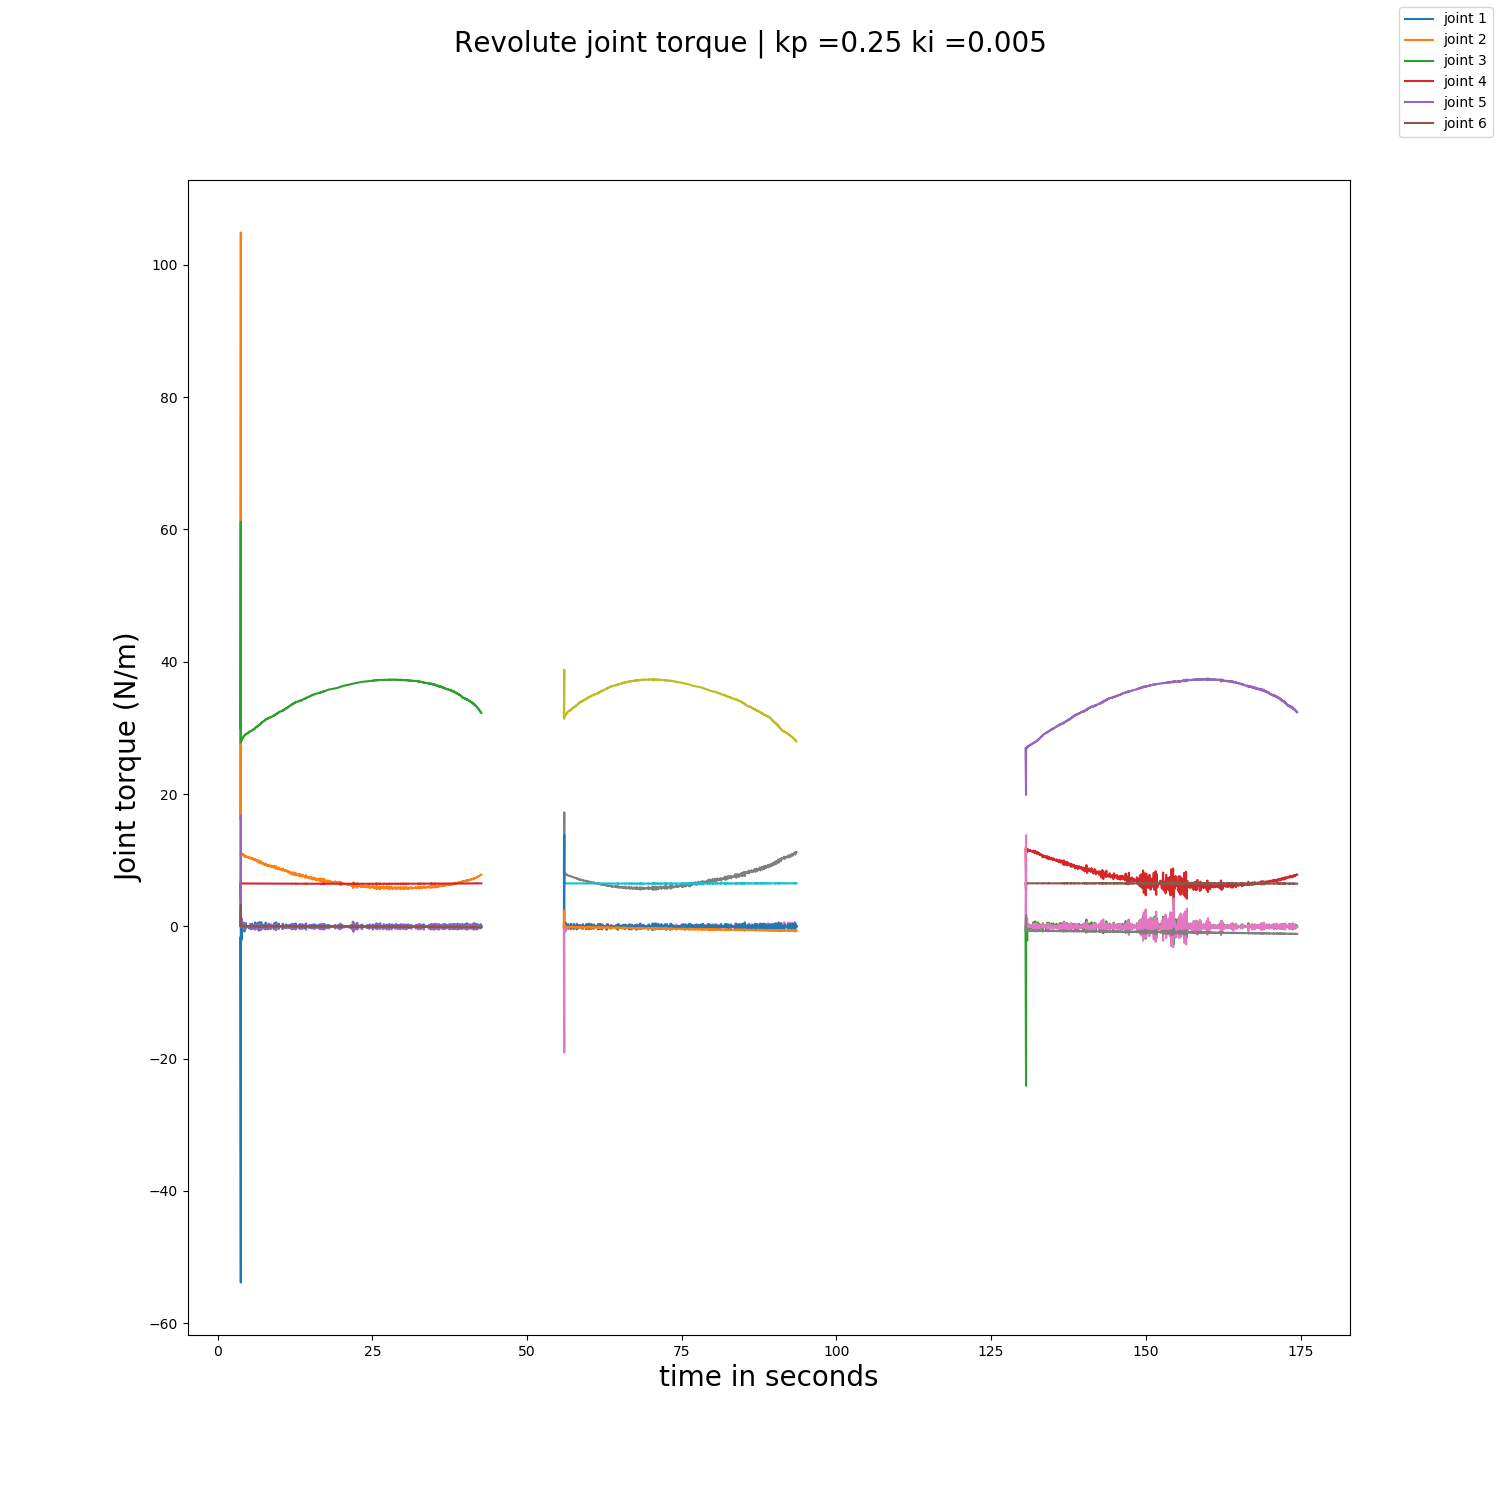 Revolute joint torque | kp =0.25 ki =0.005
joint 1
joint 2
joint 3
joint 4
joint 5
joint 6
Joint torque (N/m)
100
80
60
40
20
0
−20
−40
−60
0 25 50 75 100 125 150 175
time in seconds